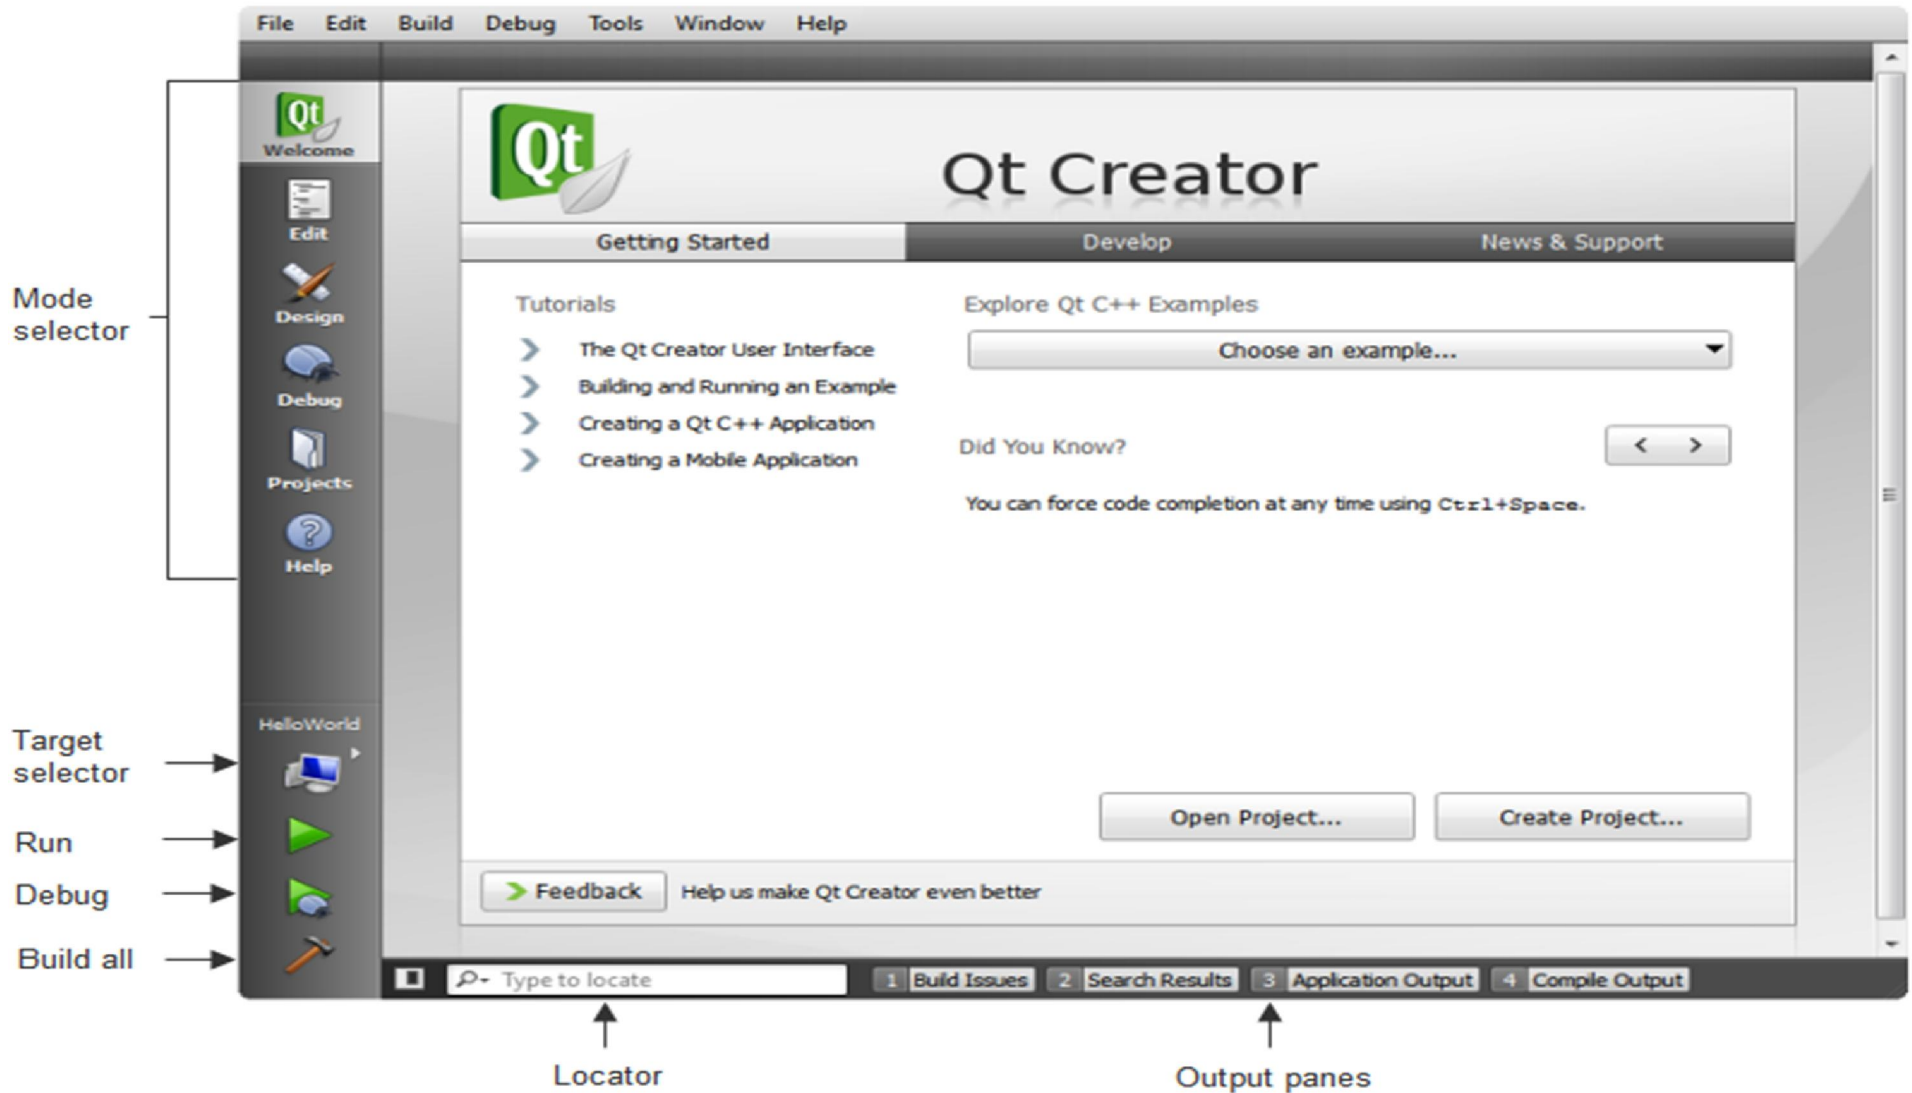 File Edit Build Debug Tools Window Help
Qt
Welcome
Edit
Design
Debug
Projects
Help
Mode
selector
Qt
Qt Creator
Getting Started
Develop
News & Support
Tutorials
The Qt Creator User Interface
Building and Running an Example
Creating a Qt C++ Application
Creating a Mobile Application
Explore Qt C++ Examples
Choose an example...
Did You Know?
< >
You can force code completion at any time using Ctrl+Space.
Open Project...
Create Project...
Feedback
Help us make Qt Creator even better
HelloWorld
Target
selector
Run
Debug
Build all
Type to locate
1 Build Issues
2 Search Results
3 Application Output
4 Compile Output
Locator
Output panes